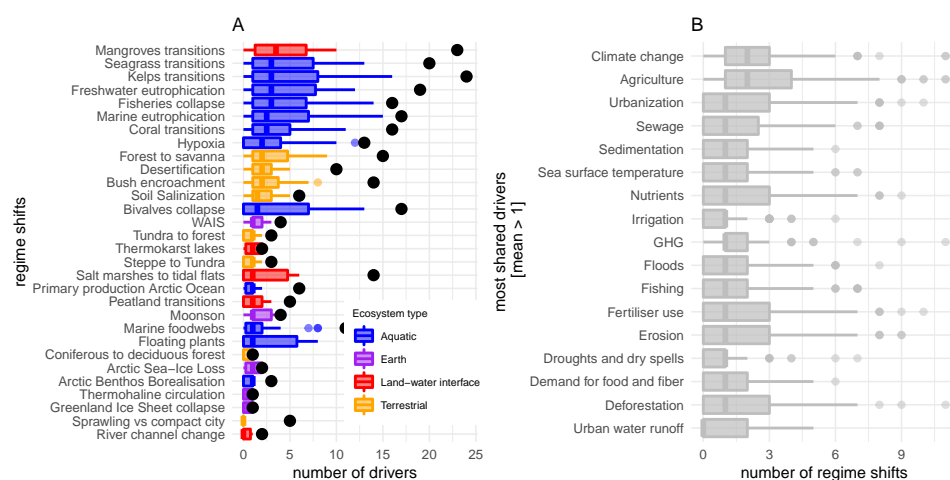 A
regime shifts
Mangroves transitions
Seagrass transitions
Kelps transitions
Freshwater eutrophication
Fisheries collapse
Marine eutrophication
Coral transitions
Hypoxia
Forest to savanna
Desertification
Bush encroachment
Soil Salinization
Bivalves collapse
WAIS
Tundra to forest
Thermokarst lakes
Steppe to Tundra
Salt marshes to tidal flats
Primary production Arctic Ocean
Peatland transitions
Moonson
Marine foodwebs
Floating plants
Coniferous to deciduous forest
Arctic Sea−Ice Loss
Arctic Benthos Borealisation
Thermohaline circulation
Greenland Ice Sheet collapse
Sprawling vs compact city
River channel change
0 5 10 15 20 25
number of drivers
Ecosystem type
Aquatic
Earth
Land−water interface
Terrestrial
B
most shared drivers
[mean > 1]
Climate change
Agriculture
Urbanization
Sewage
Sedimentation
Sea surface temperature
Nutrients
Irrigation
GHG
Floods
Fishing
Fertiliser use
Erosion
Droughts and dry spells
Demand for food and fiber
Deforestation
Urban water runoff
0 3 6 9
number of regime shifts